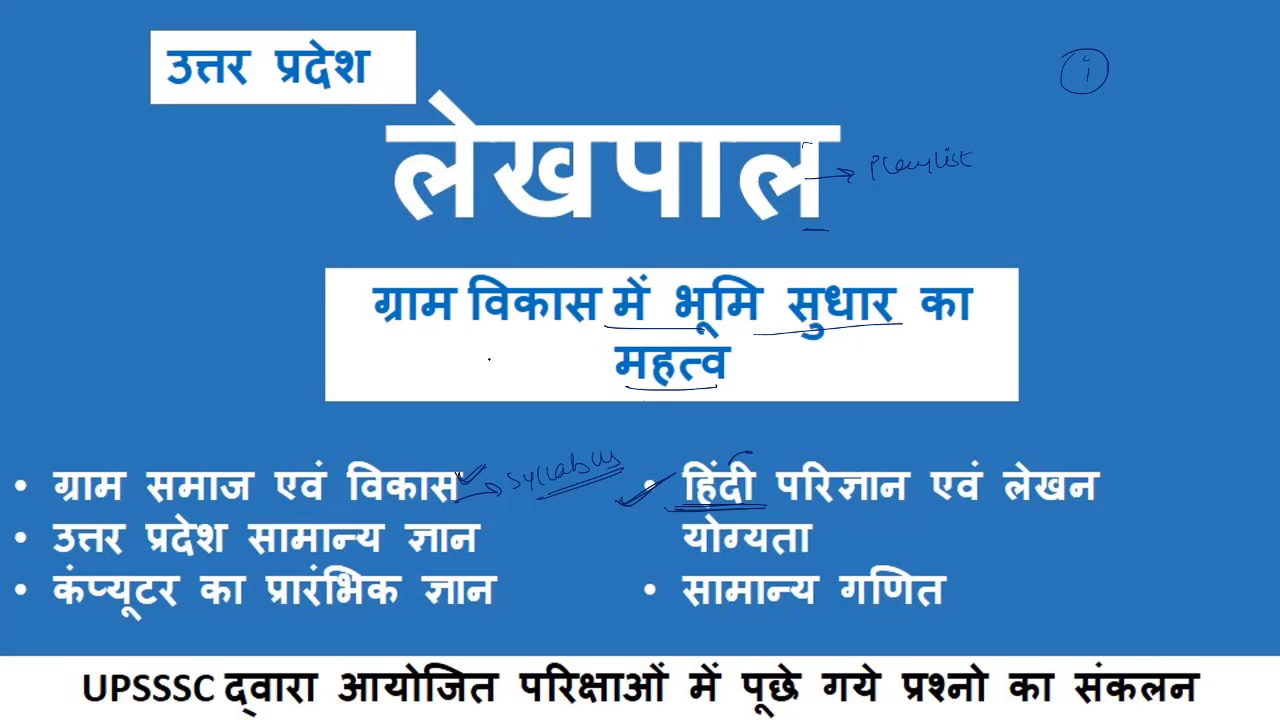 उत्तर प्रदेश
i
लेखपाल
Playlist
ग्राम विकास में भूमि सुधार का
महत्व
• ग्राम समाज एवं विकास
Syllabus
• उत्तर प्रदेश सामान्य ज्ञान
• कंप्यूटर का प्रारंभिक ज्ञान
• हिंदी परिज्ञान एवं लेखन
योग्यता
• सामान्य गणित
UPSSSC द्वारा आयोजित परिक्षाओं में पूछे गये प्रश्नो का संकलन